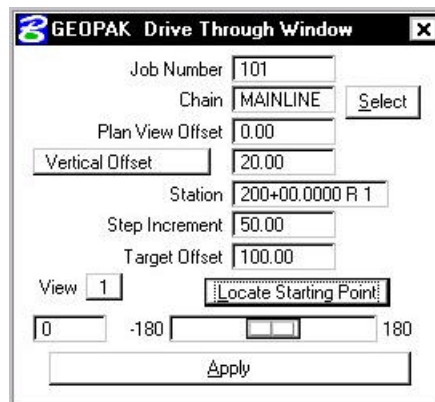 GEOPAK Drive Through Window
Job Number 101
Chain MAINLINE Select
Plan View Offset 0.00
Vertical Offset 20.00
Station 200+00.0000 R 1
Step Increment 50.00
Target Offset 100.00
View 1 Locate Starting Point
0 -180 180
Apply